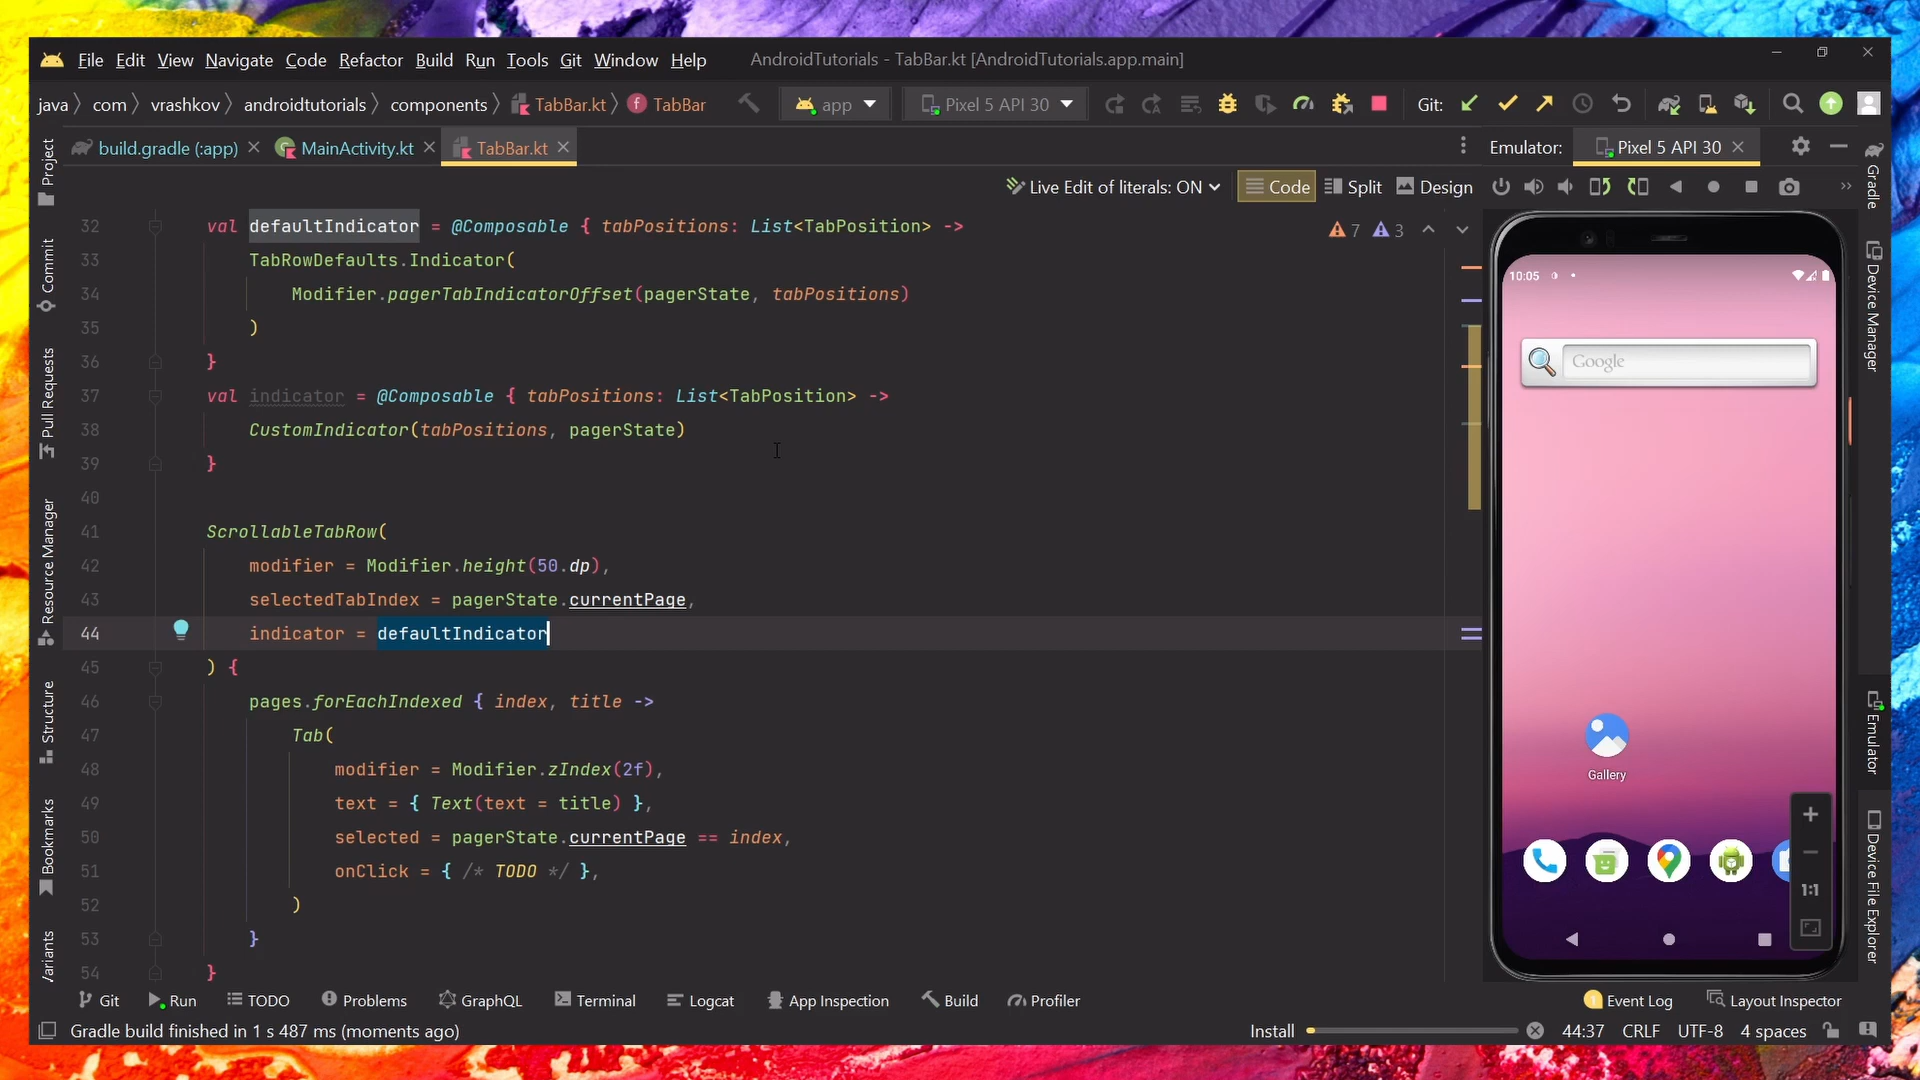 File Edit View Navigate Code Refactor Build Run Tools Git Window Help AndroidTutorials - TabBar.kt [AndroidTutorials.app.main]
java com vrashkov androidtutorials components TabBar.kt TabBar app Pixel 5 API 30 Git:
build.gradle (:app) MainActivity.kt TabBar.kt Emulator: Pixel 5 API 30
Live Edit of literals: ON Code Split Design
7 3
32 val defaultIndicator = @Composable { tabPositions: List<TabPosition> ->
33 TabRowDefaults.Indicator(
34 Modifier.pagerTabIndicatorOffset(pagerState, tabPositions)
35 )
36 }
37 val indicator = @Composable { tabPositions: List<TabPosition> ->
38 CustomIndicator(tabPositions, pagerState)
39 }
40
41 ScrollableTabRow(
42 modifier = Modifier.height(50.dp),
43 selectedTabIndex = pagerState.currentPage,
44 indicator = defaultIndicator
45 ) {
46 pages.forEachIndexed { index, title ->
47 Tab(
48 modifier = Modifier.zIndex(2f),
49 text = { Text(text = title) },
50 selected = pagerState.currentPage == index,
51 onClick = { /* TODO */ },
52 )
53 }
54 }
Project
Commit
Pull Requests
Resource Manager
Structure
Bookmarks
Variants
10:05
Google
Gallery
1:1
Gradle
Device Manager
Emulator
Device File Explorer
Git Run TODO Problems GraphQL Terminal Logcat App Inspection Build Profiler 1 Event Log Layout Inspector
Gradle build finished in 1 s 487 ms (moments ago) Install 44:37 CRLF UTF-8 4 spaces